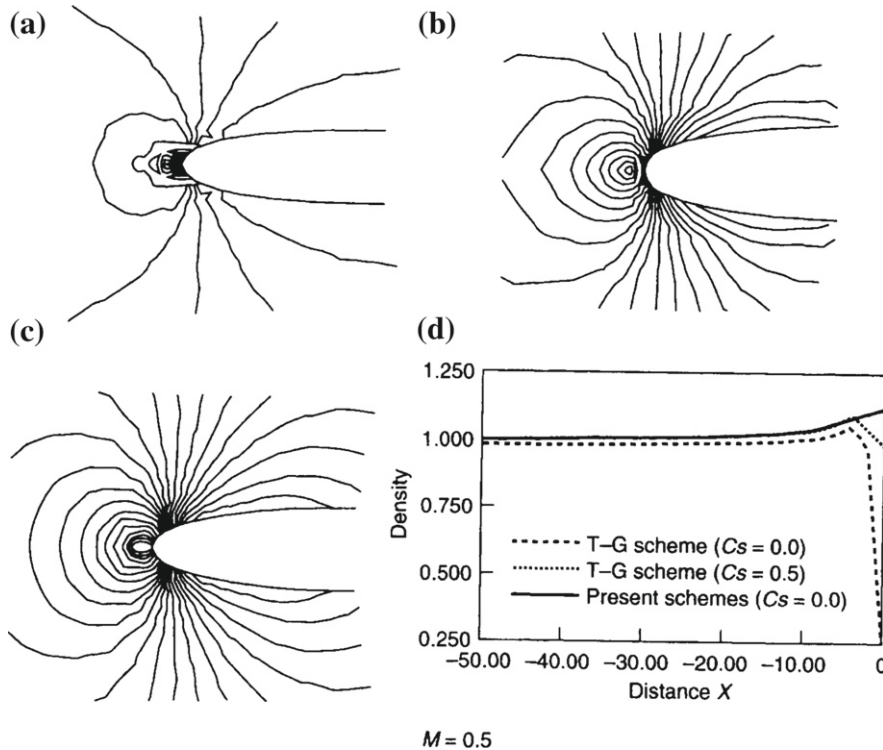 (a)
(b)
(c)
(d)
1.250
1.000
0.750
0.500
0.250
Density
T–G scheme (Cs = 0.0)
T–G scheme (Cs = 0.5)
Present schemes (Cs = 0.0)
−50.00 −40.00 −30.00 −20.00 −10.00 0
Distance X
M = 0.5